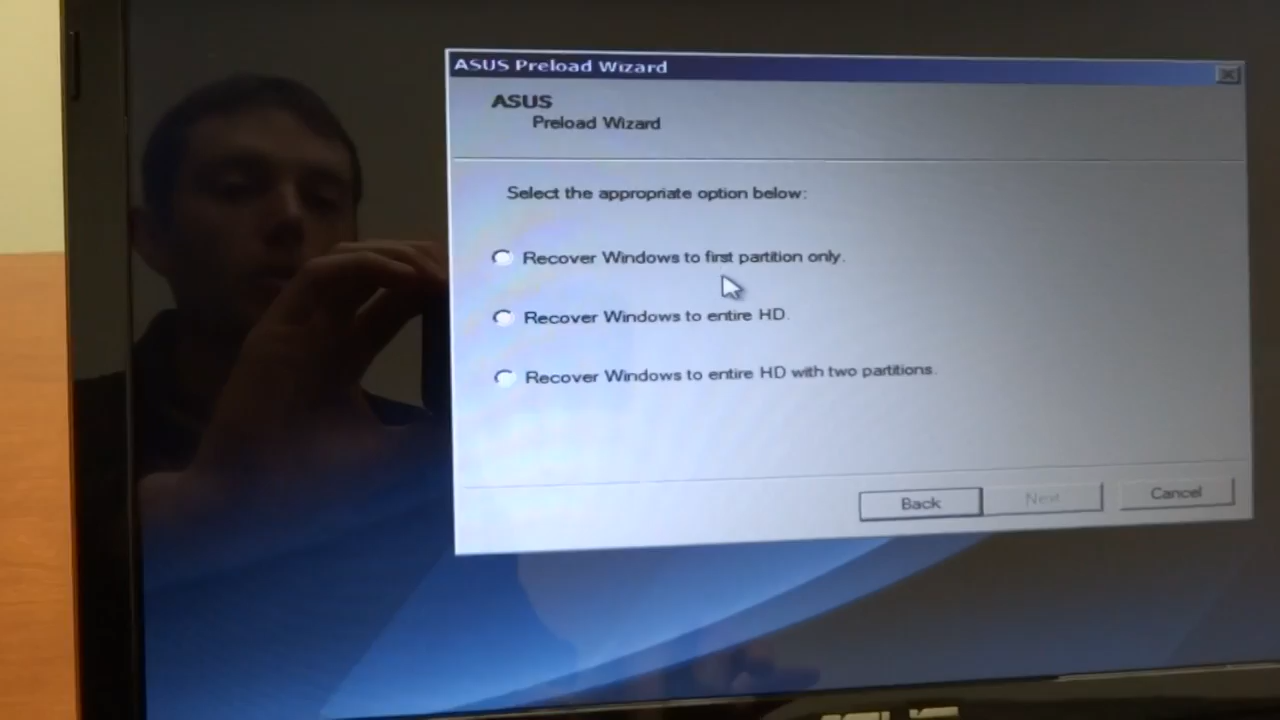 ASUS Preload Wizard
ASUS
Preload Wizard
Select the appropriate option below:
Recover Windows to first partition only.
Recover Windows to entire HD.
Recover Windows to entire HD with two partitions.
Back
Next
Cancel